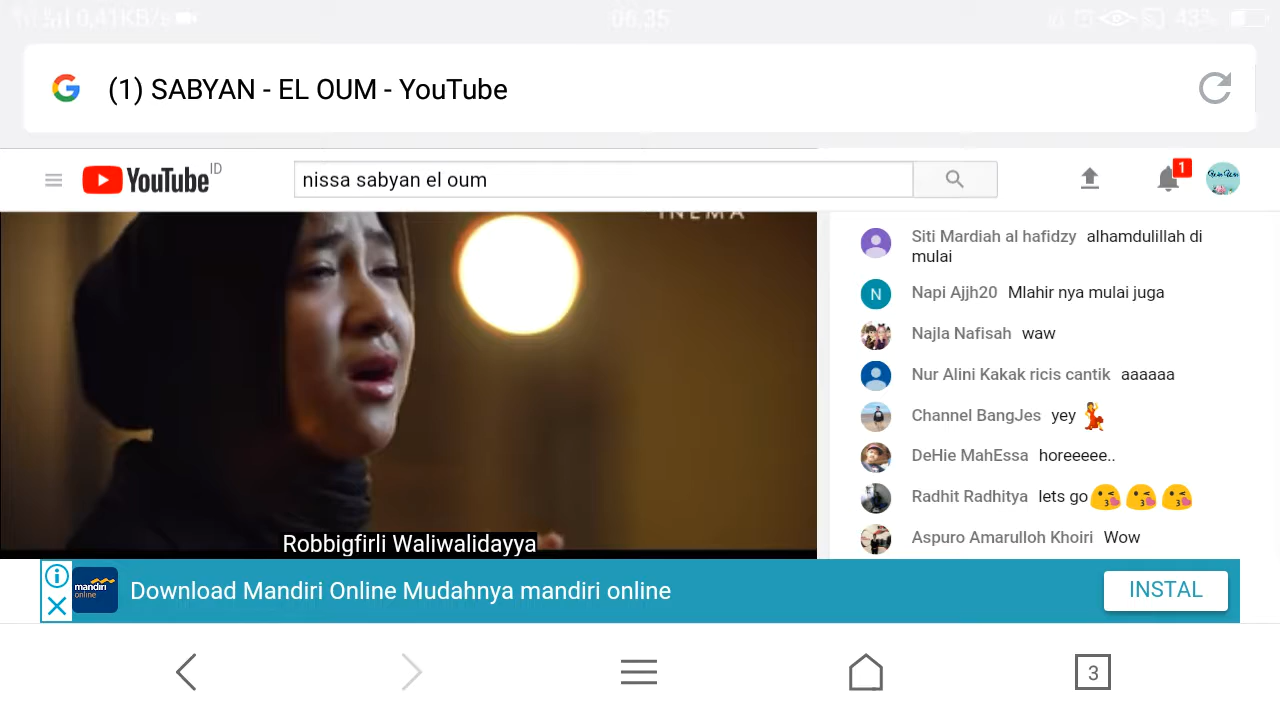 0,41KB/s 06.35 43%
(1) SABYAN - EL OUM - YouTube
YouTube ID
nissa sabyan el oum
1
INEMA
Siti Mardiah al hafidzy alhamdulillah di
mulai
N Napi Ajjh20 Mlahir nya mulai juga
Najla Nafisah waw
Nur Alini Kakak ricis cantik aaaaaa
Channel BangJes yey
DeHie MahEssa horeeeee..
Radhit Radhitya lets go
Aspuro Amarulloh Khoiri Wow
Robbigfirli Waliwalidayya
mandiri
online
Download Mandiri Online Mudahnya mandiri online
INSTAL
3